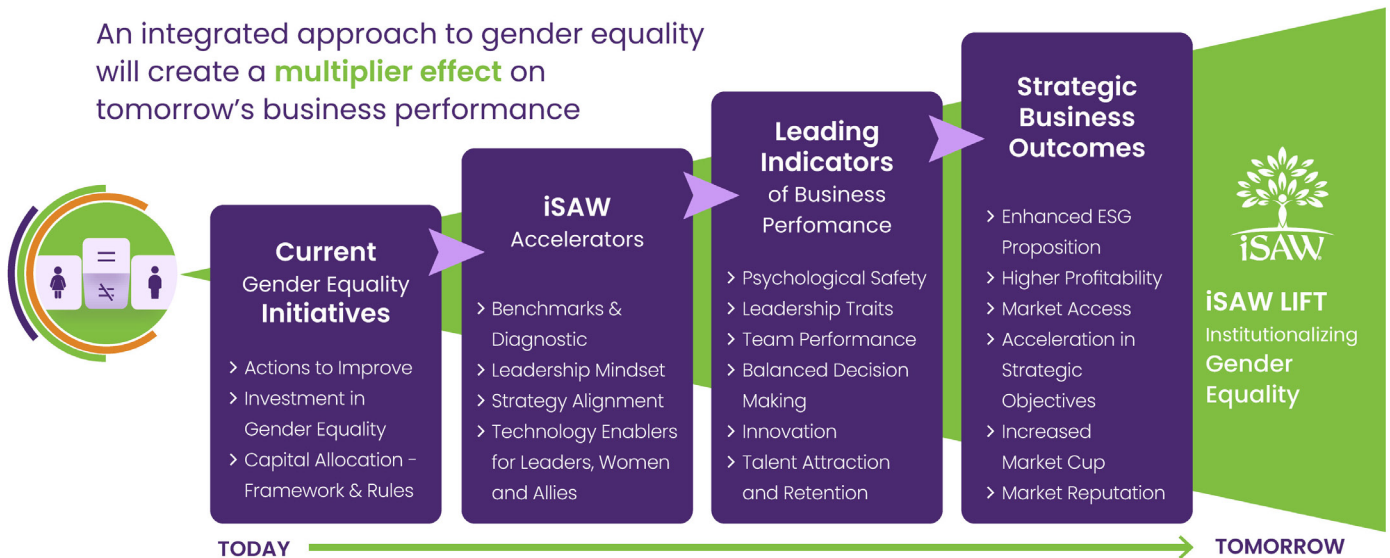 An integrated approach to gender equality
will create a multiplier effect on
tomorrow's business performance
Current
Gender Equality
Initiatives
> Actions to Improve
> Investment in
Gender Equality
> Capital Allocation -
Framework & Rules
iSAW
Accelerators
> Benchmarks &
Diagnostic
> Leadership Mindset
> Strategy Alignment
> Technology Enablers
for Leaders, Women
and Allies
Leading
Indicators
of Business
Perfomance
> Psychological Safety
> Leadership Traits
> Team Performance
> Balanced Decision
Making
> Innovation
> Talent Attraction
and Retention
Strategic
Business
Outcomes
> Enhanced ESG
Proposition
> Higher Profitability
> Market Access
> Acceleration in
Strategic
Objectives
> Increased
Market Cup
> Market Reputation
iSAW
iSAW LIFT
Institutionalizing
Gender
Equality
TODAY
TOMORROW